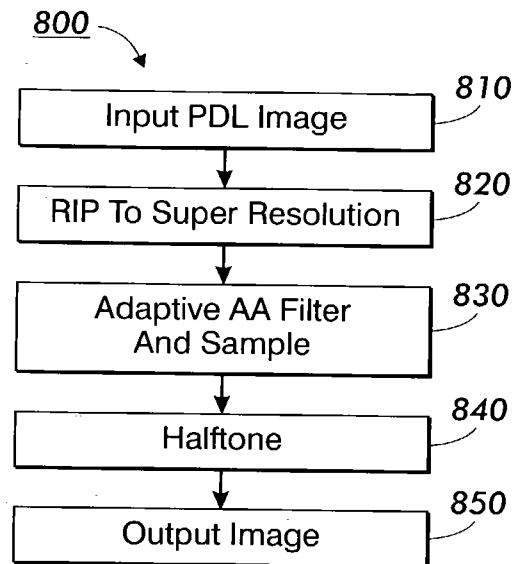 800
810
Input PDL Image
820
RIP To Super Resolution
830
Adaptive AA Filter
And Sample
840
Halftone
850
Output Image